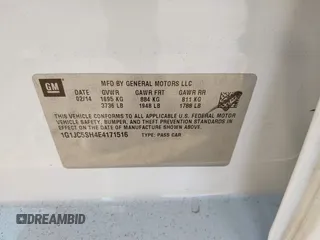 GM
MFD BY GENERAL MOTORS LLC
DATE GVWR GAWR FRT GAWR RR
02/14 1695 KG 884 KG 811 KG
3736 LB 1948 LB 1788 LB
THIS VEHICLE CONFORMS TO ALL APPLICABLE U.S. FEDERAL MOTOR
VEHICLE SAFETY, BUMPER, AND THEFT PREVENTION STANDARDS IN
EFFECT ON THE DATE OF MANUFACTURE SHOWN ABOVE.
1G1JC5SH4E4171516 TYPE: PASS CAR
DREAMBID